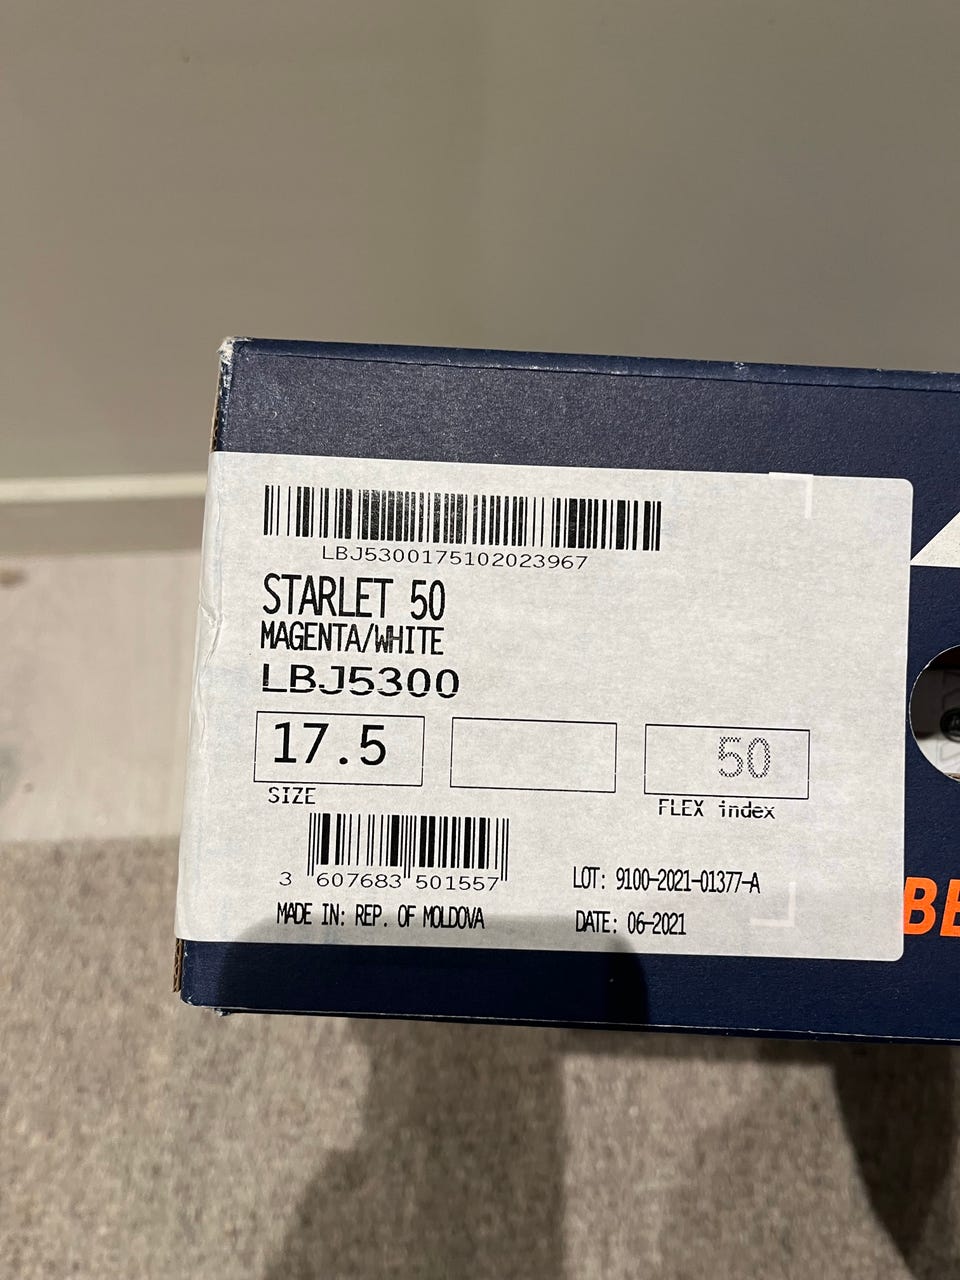 LBJ5300175102023967
STARLET 50
MAGENTA/WHITE
LBJ5300
17.5
50
SIZE
FLEX index
3 607683 501557
LOT: 9100-2021-01377-A
MADE IN: REP. OF MOLDOVA
DATE: 06-2021